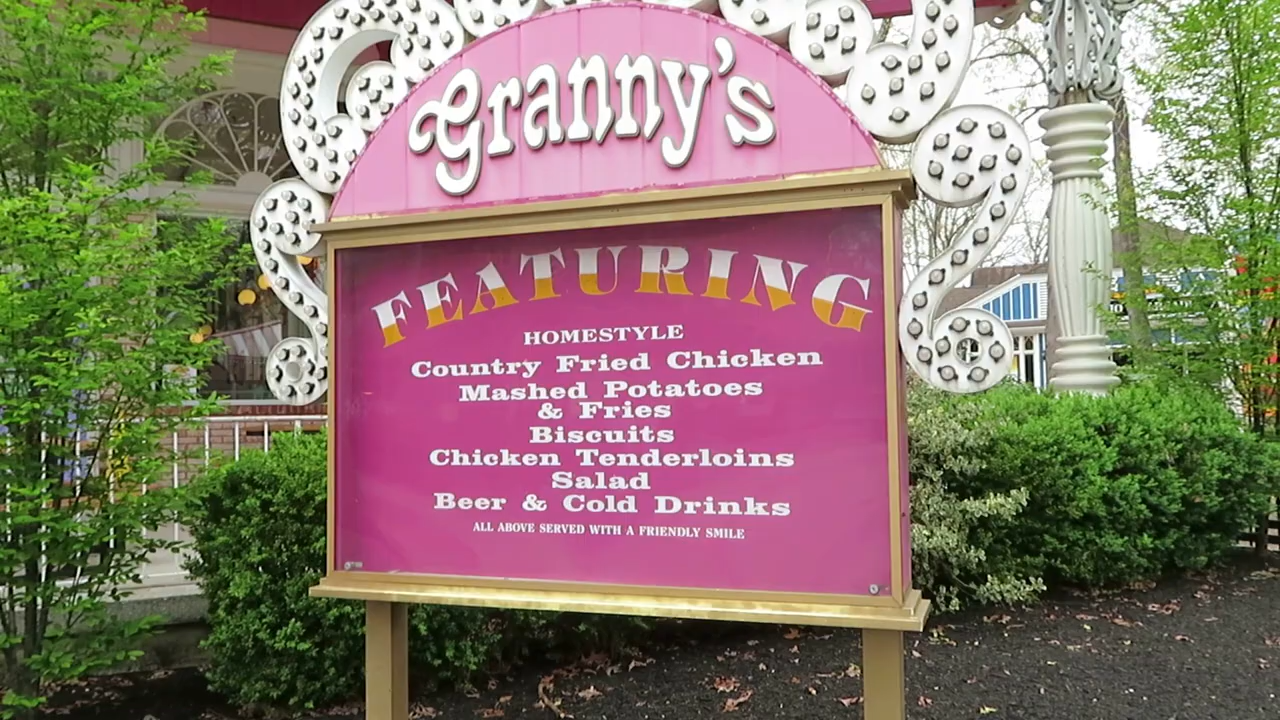 Granny's
FEATURING
HOMESTYLE
Country Fried Chicken
Mashed Potatoes
& Fries
Biscuits
Chicken Tenderloins
Salad
Beer & Cold Drinks
ALL ABOVE SERVED WITH A FRIENDLY SMILE